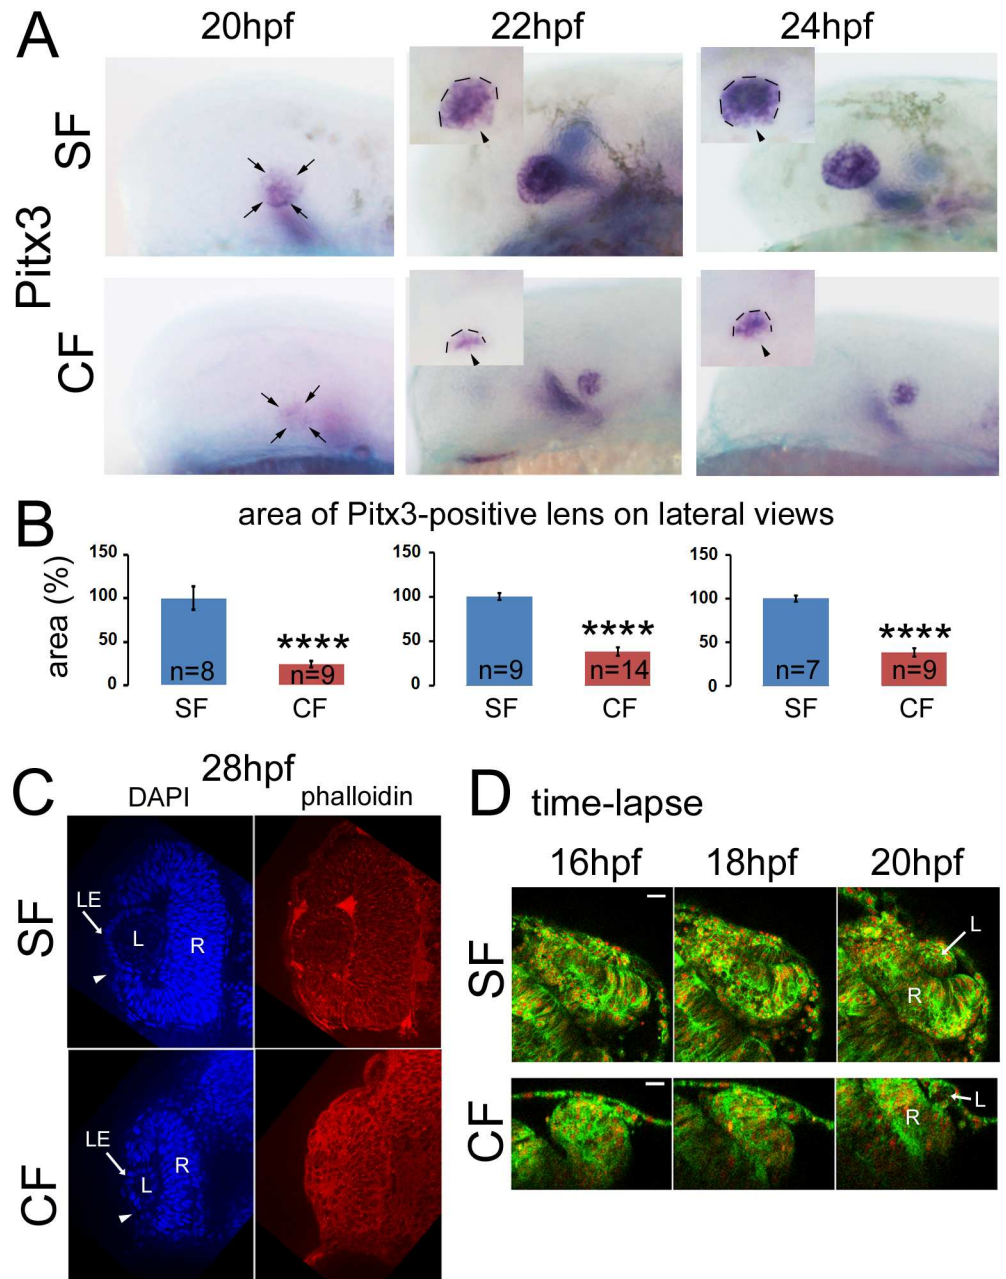 A
20hpf
22hpf
24hpf
SF
Pitx3
CF
B
area of Pitx3-positive lens on lateral views
area (%)
150
100
50
0
****
n=8
n=9
SF
CF
150
100
50
0
****
n=9
n=14
SF
CF
150
100
50
0
****
n=7
n=9
SF
CF
C
28hpf
DAPI
phalloidin
SF
LE
L
R
CF
LE
L
R
D
time-lapse
16hpf
18hpf
20hpf
SF
L
R
CF
L
R